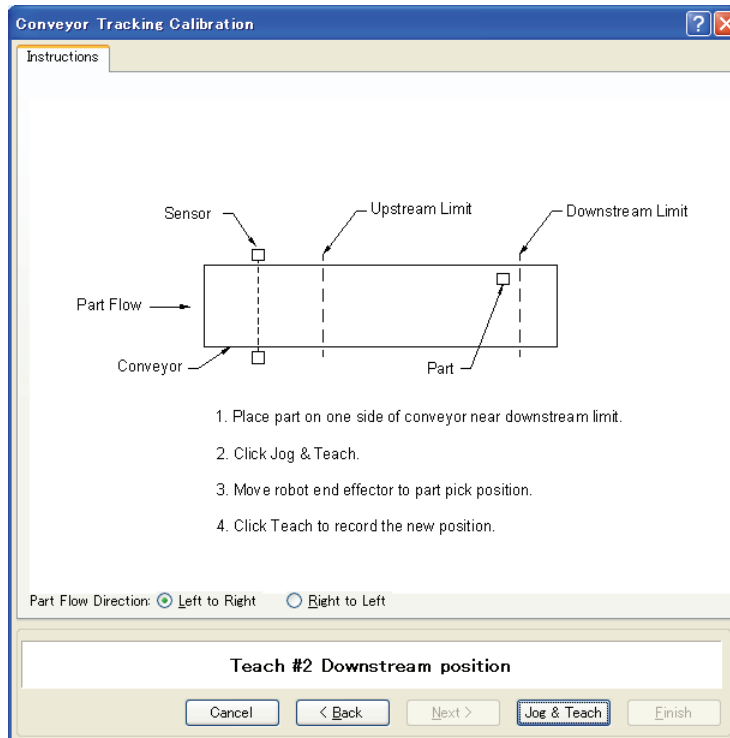 Conveyor Tracking Calibration
Instructions
Sensor
Upstream Limit
Downstream Limit
Part Flow
Conveyor
Part
1. Place part on one side of conveyor near downstream limit.
2. Click Jog & Teach.
3. Move robot end effector to part pick position.
4. Click Teach to record the new position.
Part Flow Direction: Left to Right Right to Left
Teach #2 Downstream position
Cancel < Back Next > Jog & Teach Finish